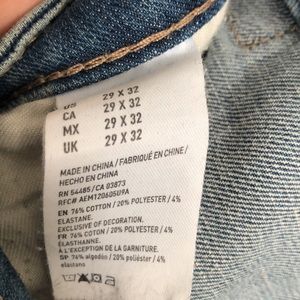 US 29 X 32
CA 29 X 32
MX 29 X 32
UK 29 X 32
MADE IN CHINA / FABRIQUÉ EN CHINE /
HECHO EN CHINA
RN 54485/CA 03873
RFC# AEM120605U9A
EN 76% COTTON / 20% POLYESTER / 4%
ELASTANE.
EXCLUSIVE OF DECORATION.
FR 76% COTON / 20% POLYESTER / 4%
ELASTHANNE.
A L'EXCEPTION DE LA GARNITURE.
SP 76% algodón / 20% poliéster / 4%
elastano